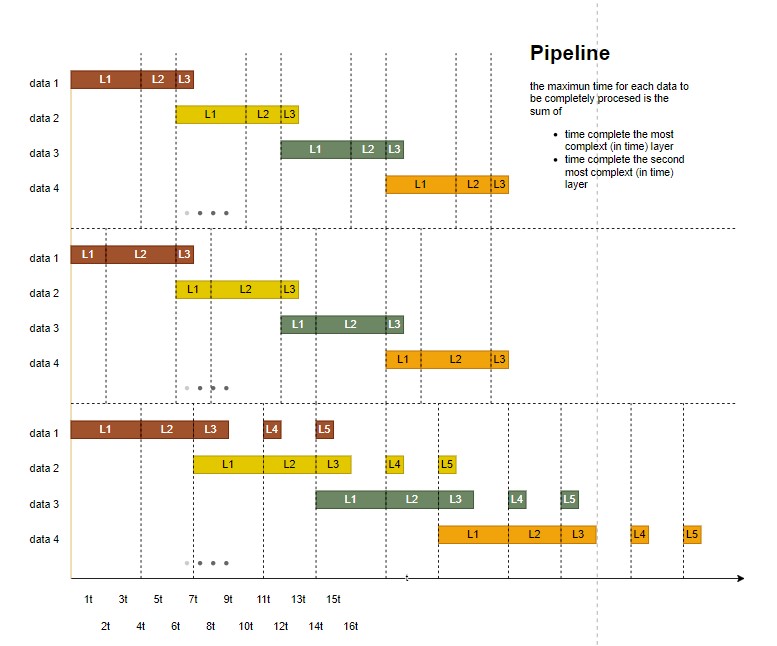 Pipeline
the maximun time for each data to
be completely procesed is the
sum of
time complete the most
complext (in time) layer
time complete the second
most complext (in time)
layer
data 1 L1 L2 L3
data 2 L1 L2 L3
data 3 L1 L2 L3
data 4 L1 L2 L3
data 1 L1 L2 L3
data 2 L1 L2 L3
data 3 L1 L2 L3
data 4 L1 L2 L3
data 1 L1 L2 L3 L4 L5
data 2 L1 L2 L3 L4 L5
data 3 L1 L2 L3 L4 L5
data 4 L1 L2 L3 L4 L5
1t 3t 5t 7t 9t 11t 13t 15t
2t 4t 6t 8t 10t 12t 14t 16t